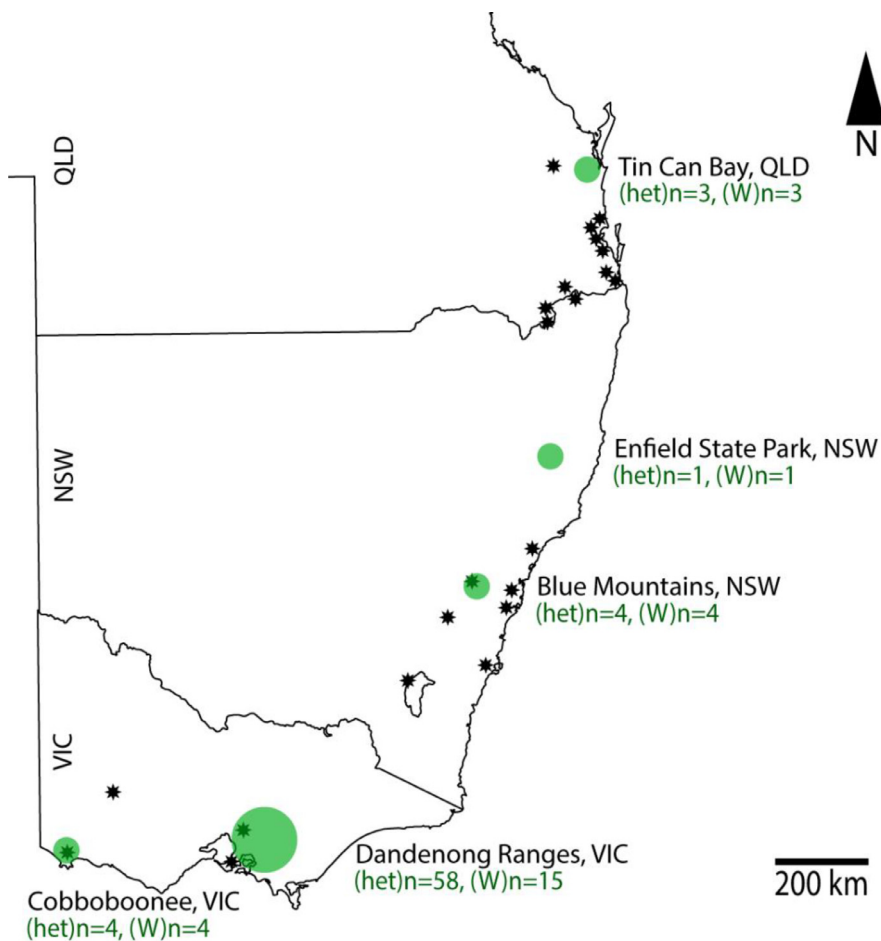 QLD
Tin Can Bay, QLD
(het)n=3, (W)n=3
N
NSW
Enfield State Park, NSW
(het)n=1, (W)n=1
Blue Mountains, NSW
(het)n=4, (W)n=4
VIC
Dandenong Ranges, VIC
(het)n=58, (W)n=15
200 km
Cobboboonee, VIC
(het)n=4, (W)n=4